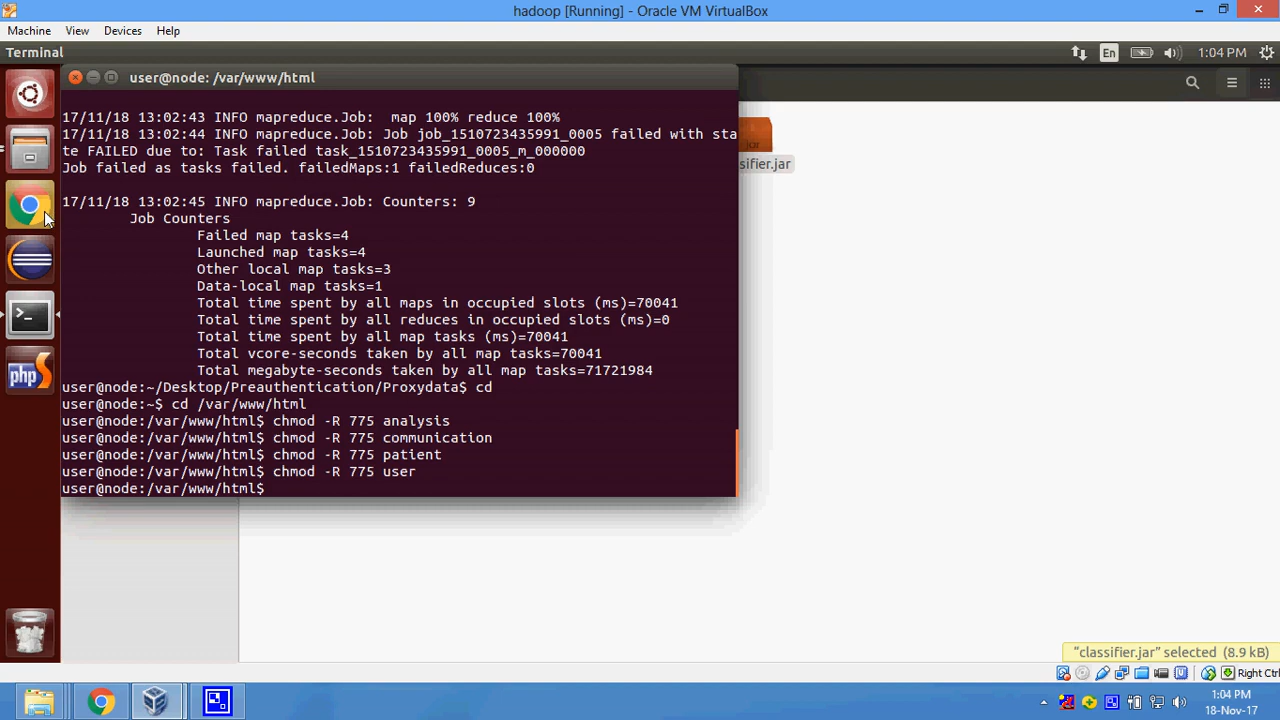 hadoop [Running] - Oracle VM VirtualBox
Machine View Devices Help
Terminal
En
1:04 PM
user@node: /var/www/html
17/11/18 13:02:43 INFO mapreduce.Job:  map 100% reduce 100%
17/11/18 13:02:44 INFO mapreduce.Job: Job job_1510723435991_0005 failed with sta
te FAILED due to: Task failed task_1510723435991_0005_m_000000
Job failed as tasks failed. failedMaps:1 failedReduces:0
17/11/18 13:02:45 INFO mapreduce.Job: Counters: 9
Job Counters
Failed map tasks=4
Launched map tasks=4
Other local map tasks=3
Data-local map tasks=1
Total time spent by all maps in occupied slots (ms)=70041
Total time spent by all reduces in occupied slots (ms)=0
Total time spent by all map tasks (ms)=70041
Total vcore-seconds taken by all map tasks=70041
Total megabyte-seconds taken by all map tasks=71721984
user@node:~/Desktop/Preauthentication/Proxydata$ cd
user@node:~$ cd /var/www/html
user@node:/var/www/html$ chmod -R 775 analysis
user@node:/var/www/html$ chmod -R 775 communication
user@node:/var/www/html$ chmod -R 775 patient
user@node:/var/www/html$ chmod -R 775 user
user@node:/var/www/html$
jar
sifier.jar
php
"classifier.jar" selected (8.9 kB)
Right Ctrl
1:04 PM
18-Nov-17